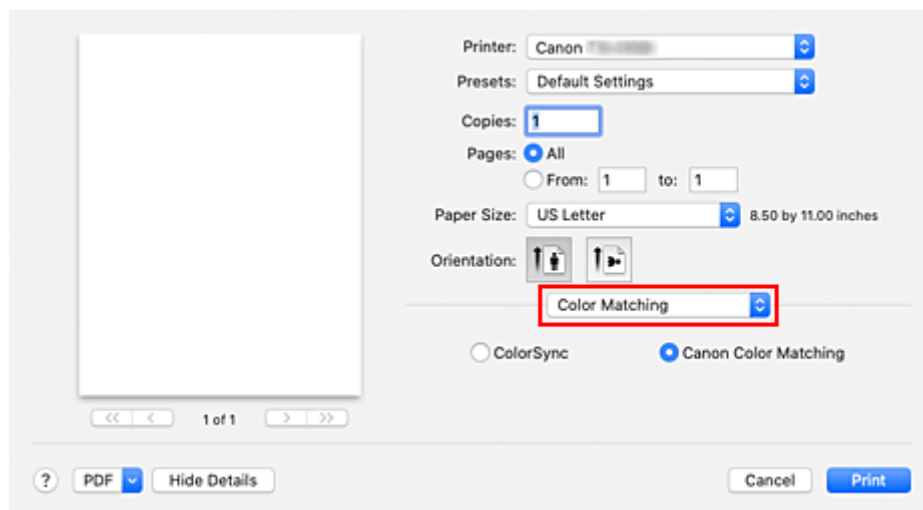 Printer: Canon
Presets: Default Settings
Copies: 1
Pages: All
From: 1 to: 1
Paper Size: US Letter 8.50 by 11.00 inches
Orientation:
Color Matching
ColorSync Canon Color Matching
<< < 1 of 1 > >>
? PDF Hide Details Cancel Print